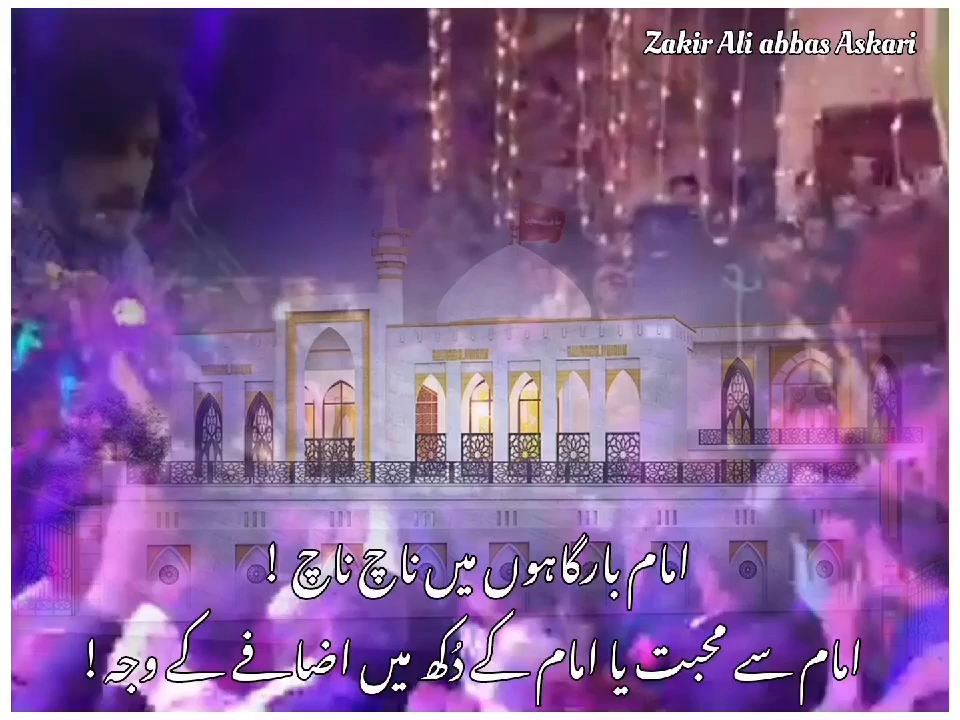 Zakir Ali abbas Askari
امام بارگاہوں میں ناچ ناچ !
امام سے محبت یا امام کے دُکھ میں اضافے کے وجہ !